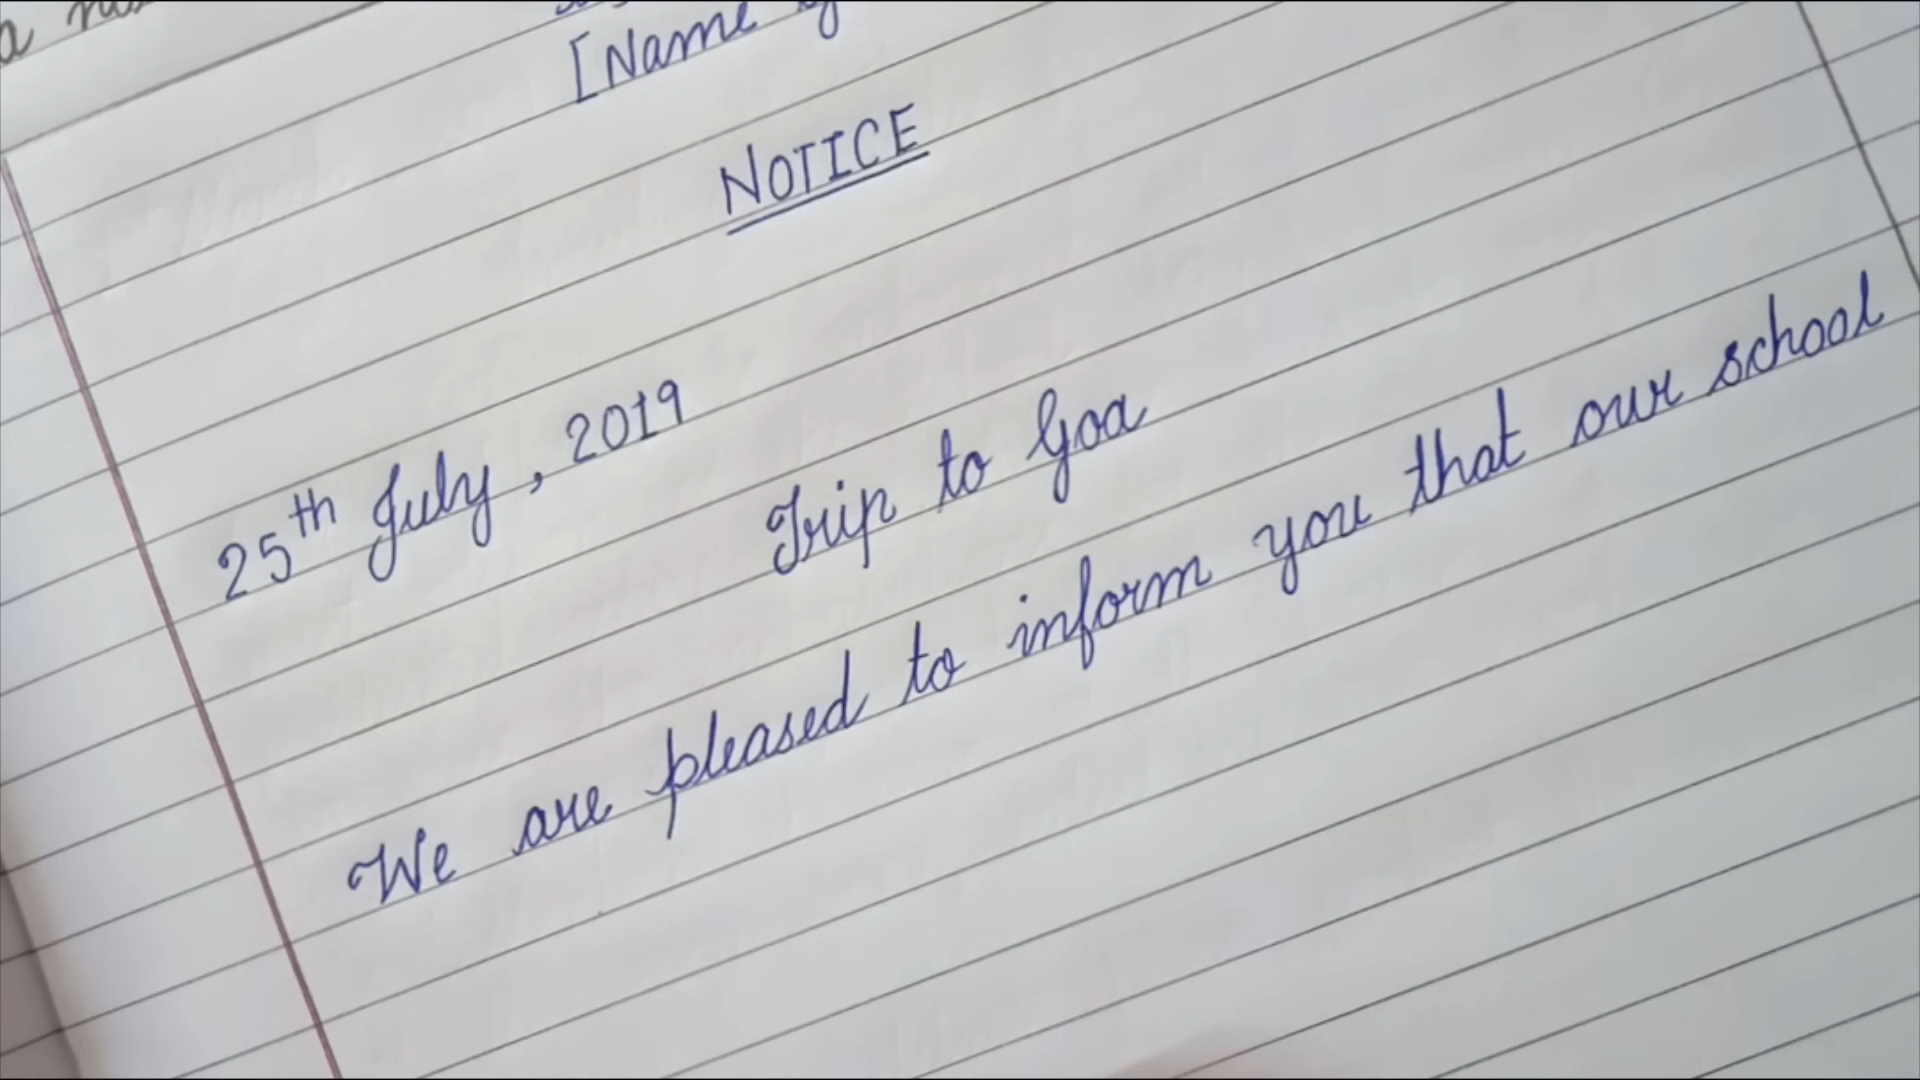 a
[Name
NOTICE
25th July, 2019
Trip to Goa
We are pleased to inform you that our school